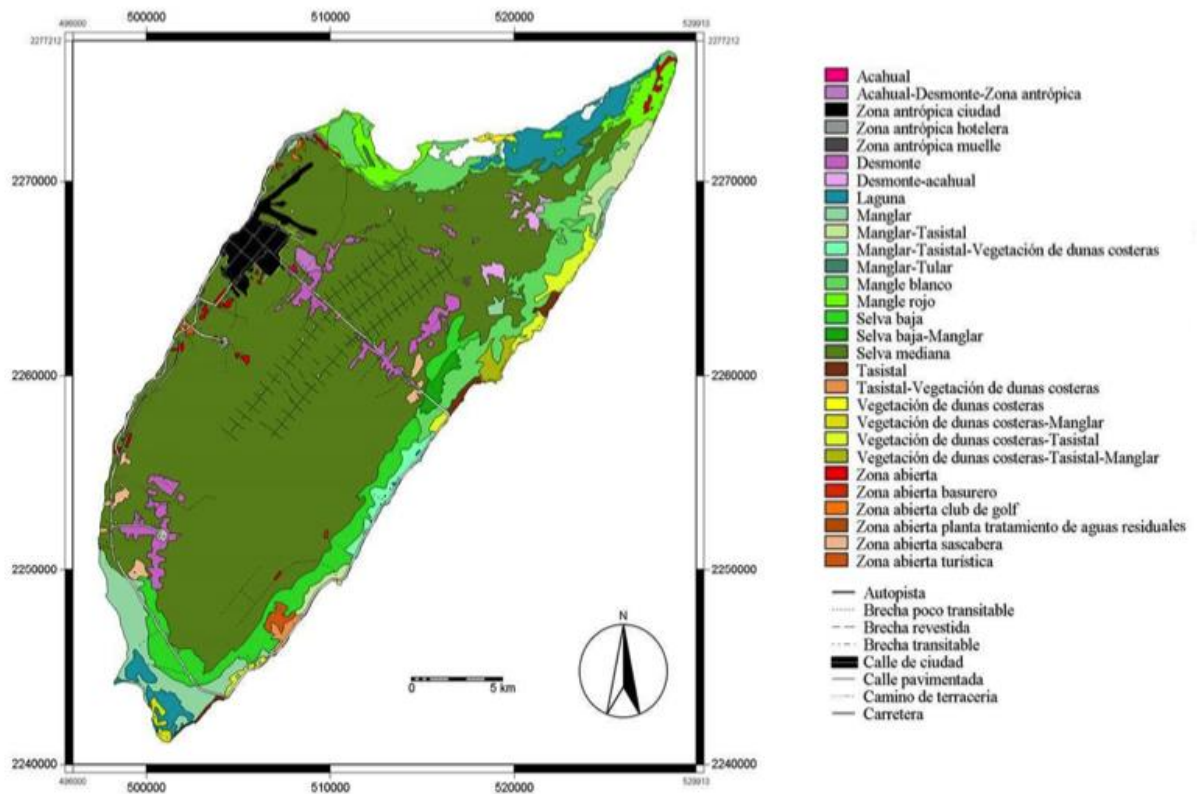 500000 510000 520000
496000 529913
2277212 2277212
2270000 2270000
2260000 2260000
2250000 2250000
2240000 2240000
496000 529913
500000 510000 520000
N
0 5 km
Acahual
Acahual-Desmonte-Zona antrópica
Zona antrópica ciudad
Zona antrópica hotelera
Zona antrópica muelle
Desmonte
Desmonte-acahual
Laguna
Manglar
Manglar-Tasistal
Manglar-Tasistal-Vegetación de dunas costeras
Manglar-Tular
Mangle blanco
Mangle rojo
Selva baja
Selva baja-Manglar
Selva mediana
Tasistal
Tasistal-Vegetación de dunas costeras
Vegetación de dunas costeras
Vegetación de dunas costeras-Manglar
Vegetación de dunas costeras-Tasistal
Vegetación de dunas costeras-Tasistal-Manglar
Zona abierta
Zona abierta basurero
Zona abierta club de golf
Zona abierta planta tratamiento de aguas residuales
Zona abierta sascabera
Zona abierta turística
Autopista
Brecha poco transitable
Brecha revestida
Brecha transitable
Calle de ciudad
Calle pavimentada
Camino de terraceria
Carretera